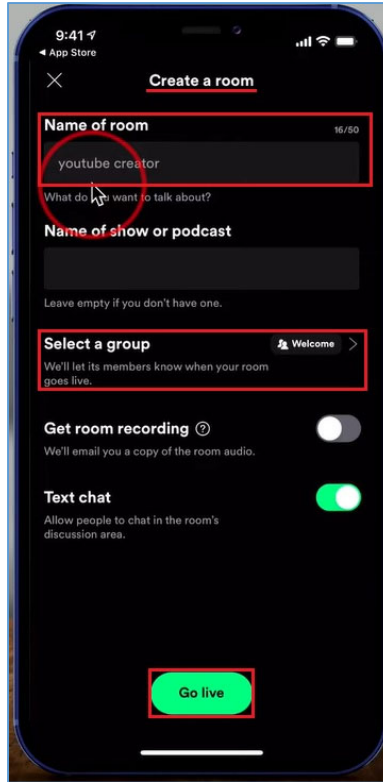 9:41
◀ App Store
Create a room
Name of room
16/50
youtube creator
What do you want to talk about?
Name of show or podcast
Leave empty if you don't have one.
Select a group
Welcome
We'll let its members know when your room
goes live.
Get room recording
We'll email you a copy of the room audio.
Text chat
Allow people to chat in the room's
discussion area.
Go live